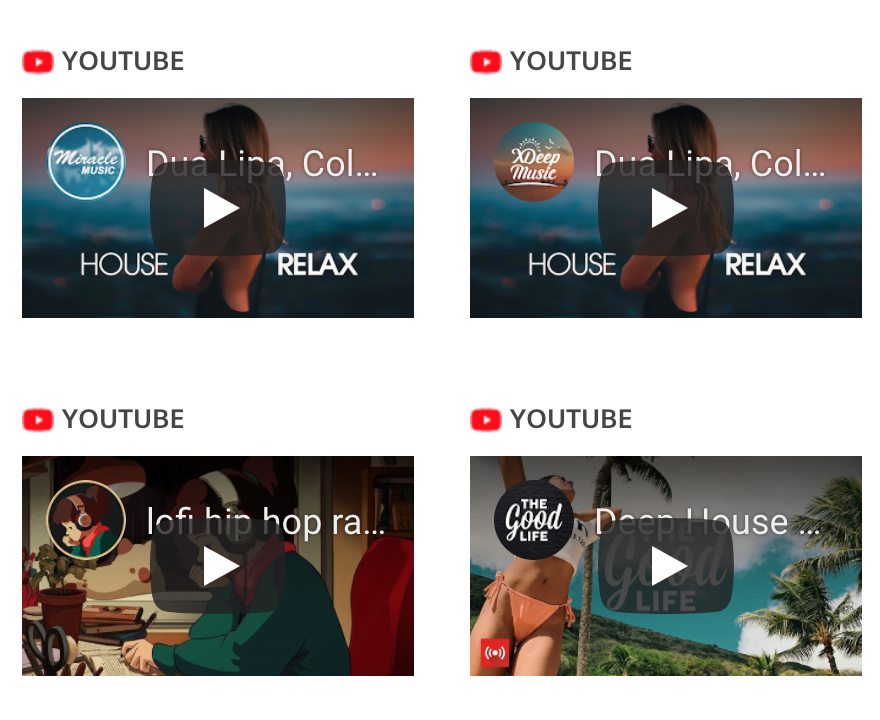 YOUTUBE
YOUTUBE
Miracle
MUSIC
Dua Lipa, Col...
HOUSE RELAX
XDeep
Music
Dua Lipa, Col...
HOUSE RELAX
YOUTUBE
YOUTUBE
lofi hip hop ra...
THE
Good
LIFE
Deep House ...
Good
LIFE